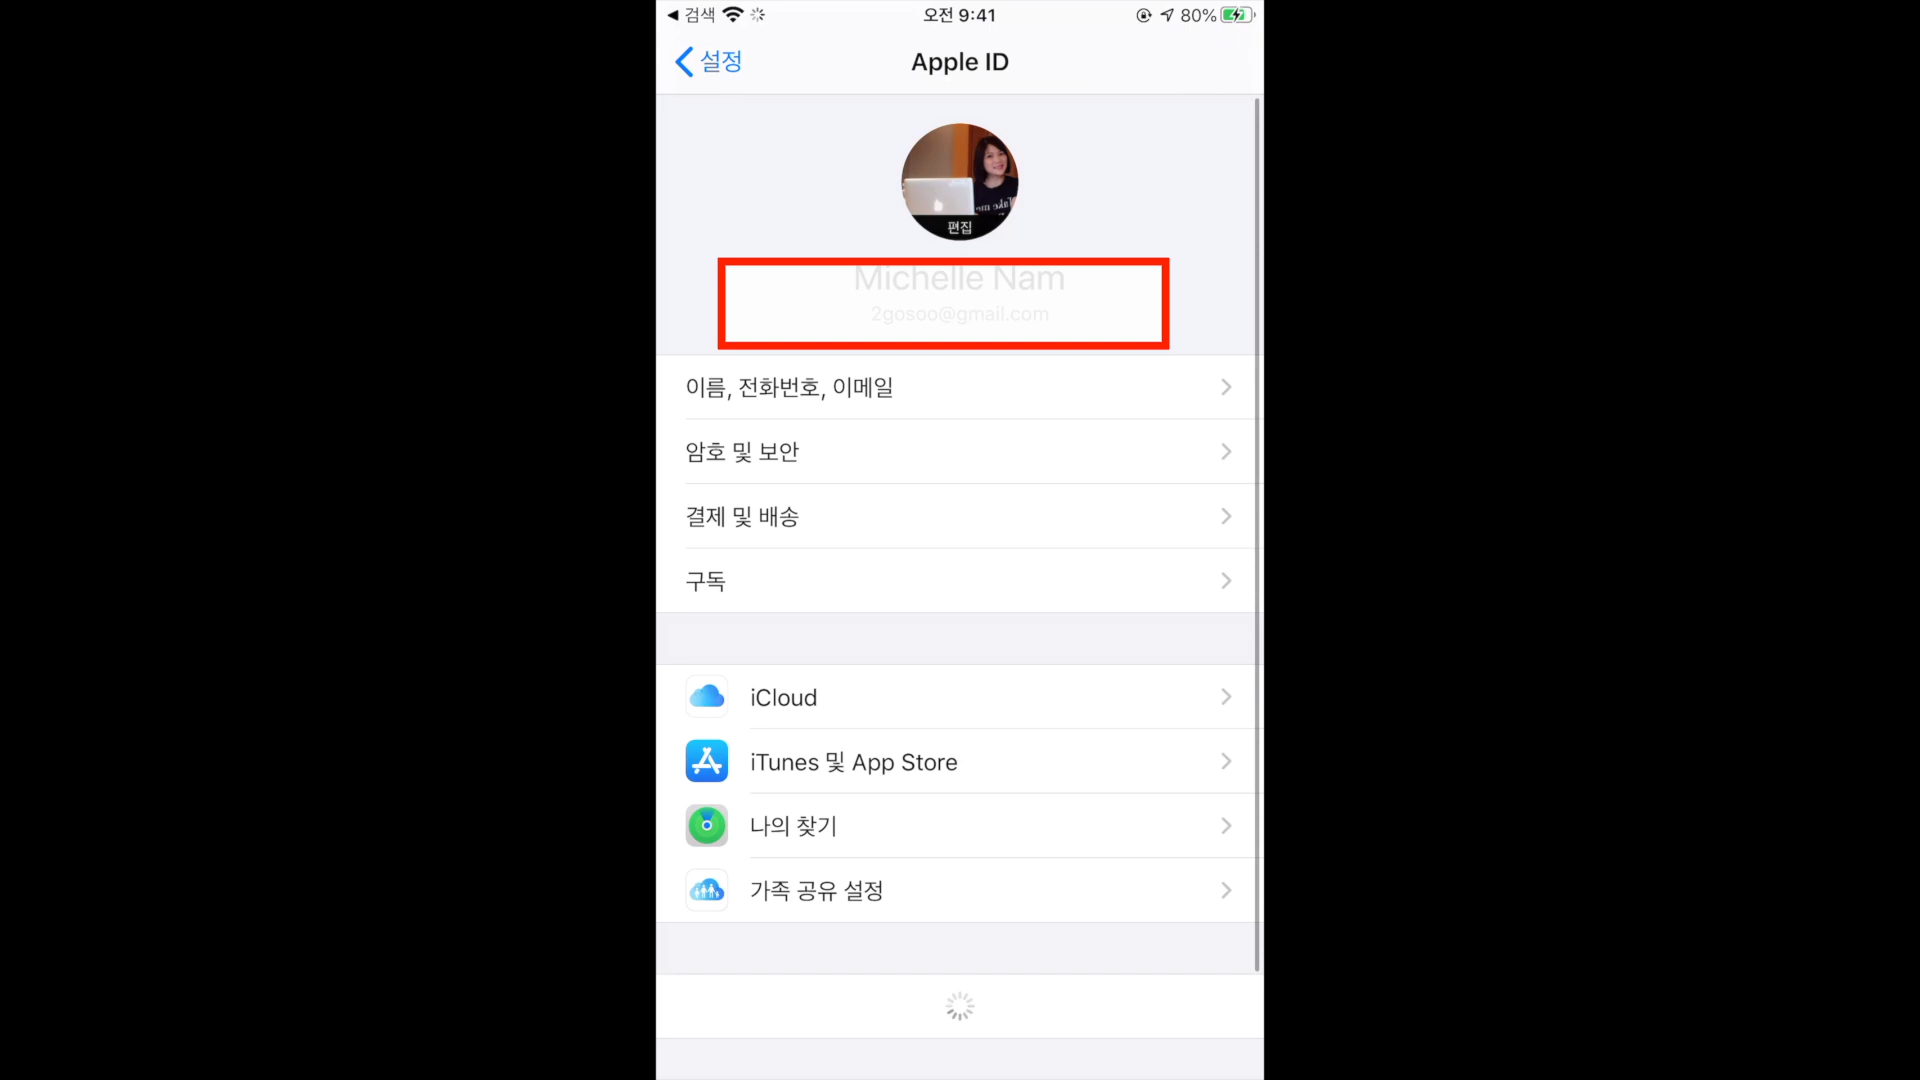 ◀ 검색
오전 9:41
80%
설정
Apple ID
편집
Michelle Nam
2gosoo@gmail.com
이름, 전화번호, 이메일
암호 및 보안
결제 및 배송
구독
iCloud
iTunes 및 App Store
나의 찾기
가족 공유 설정